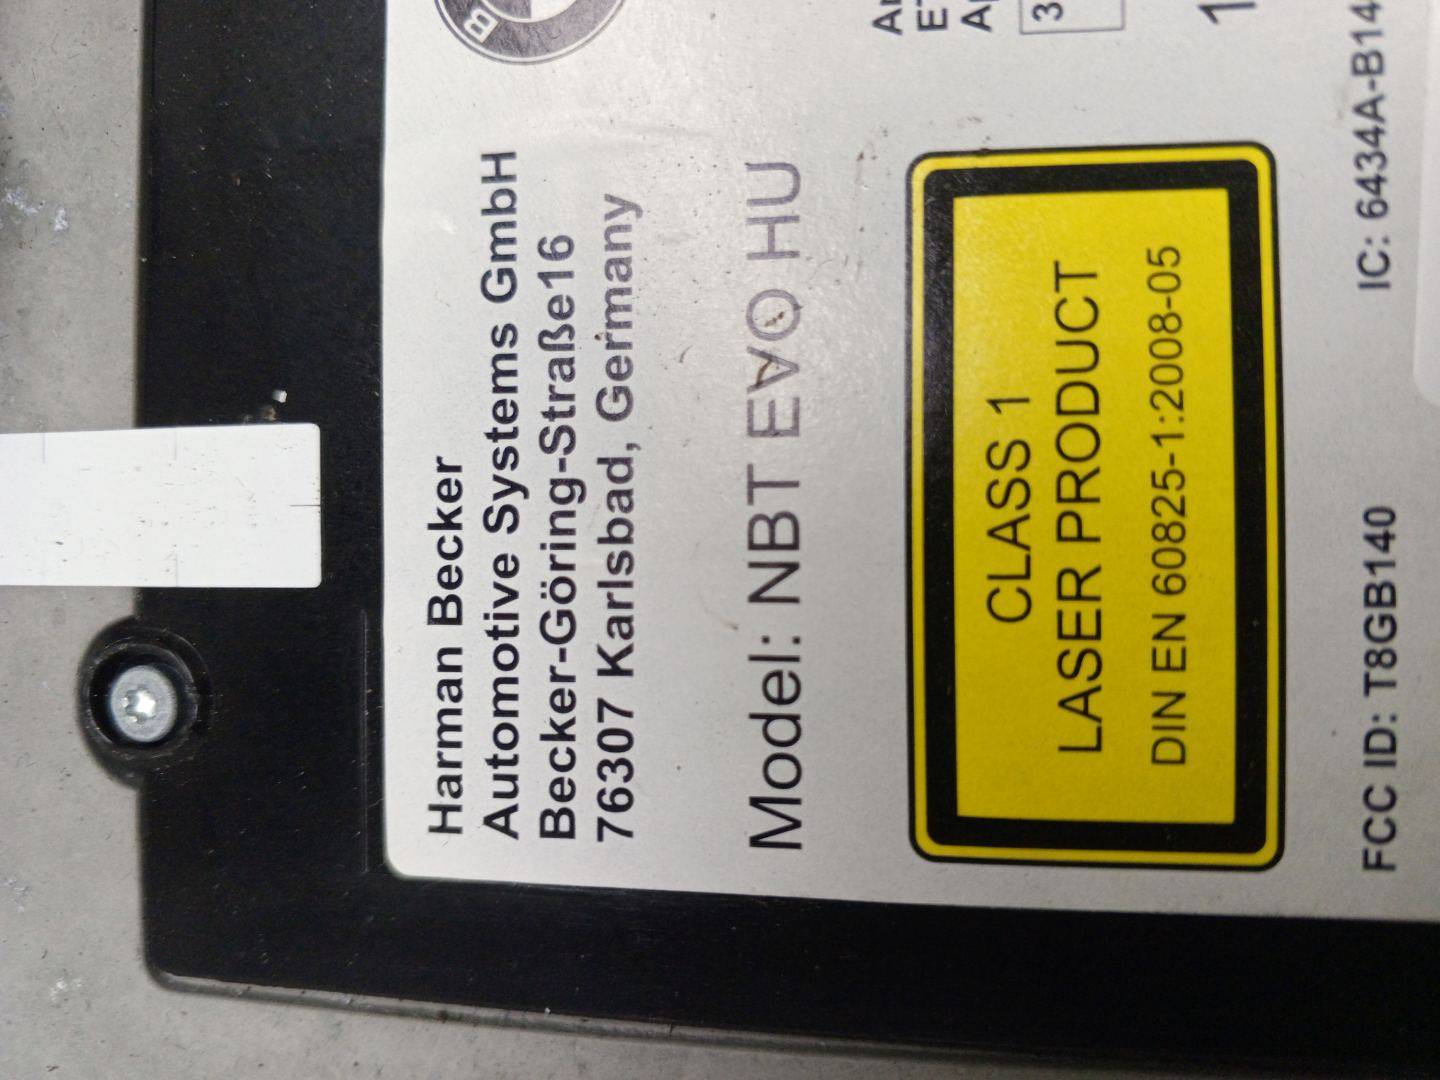 Harman Becker
Automotive Systems GmbH
Becker-Göring-Straße16
76307 Karlsbad, Germany
Model: NBT EVO HU
CLASS 1
LASER PRODUCT
DIN EN 60825-1:2008-05
FCC ID: T8GB140
IC: 6434A-B14
B